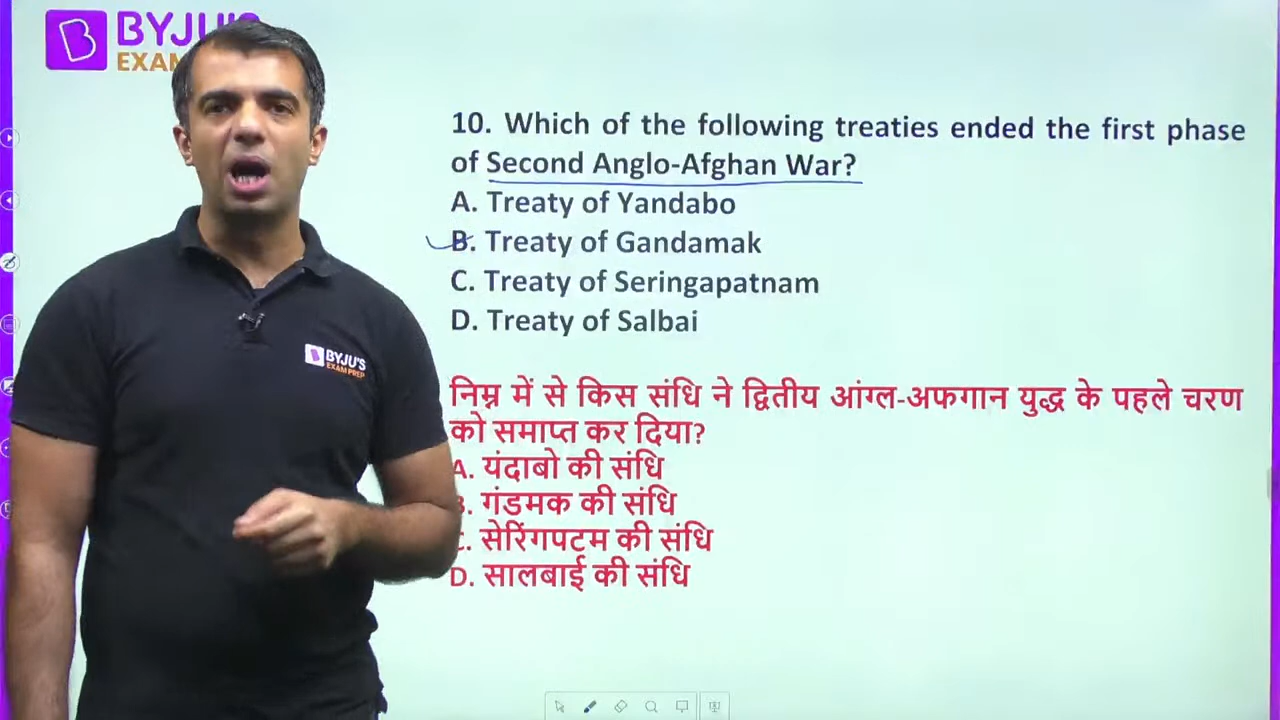 BYJU'S
EXAM
10. Which of the following treaties ended the first phase
of Second Anglo-Afghan War?
A. Treaty of Yandabo
B. Treaty of Gandamak
C. Treaty of Seringapatnam
D. Treaty of Salbai
निम्न में से किस संधि ने द्वितीय आंग्ल-अफगान युद्ध के पहले चरण
को समाप्त कर दिया?
A. यंदाबो की संधि
B. गंडमक की संधि
C. सेरिंगपटम की संधि
D. सालबाई की संधि
BYJU'S
EXAM PREP